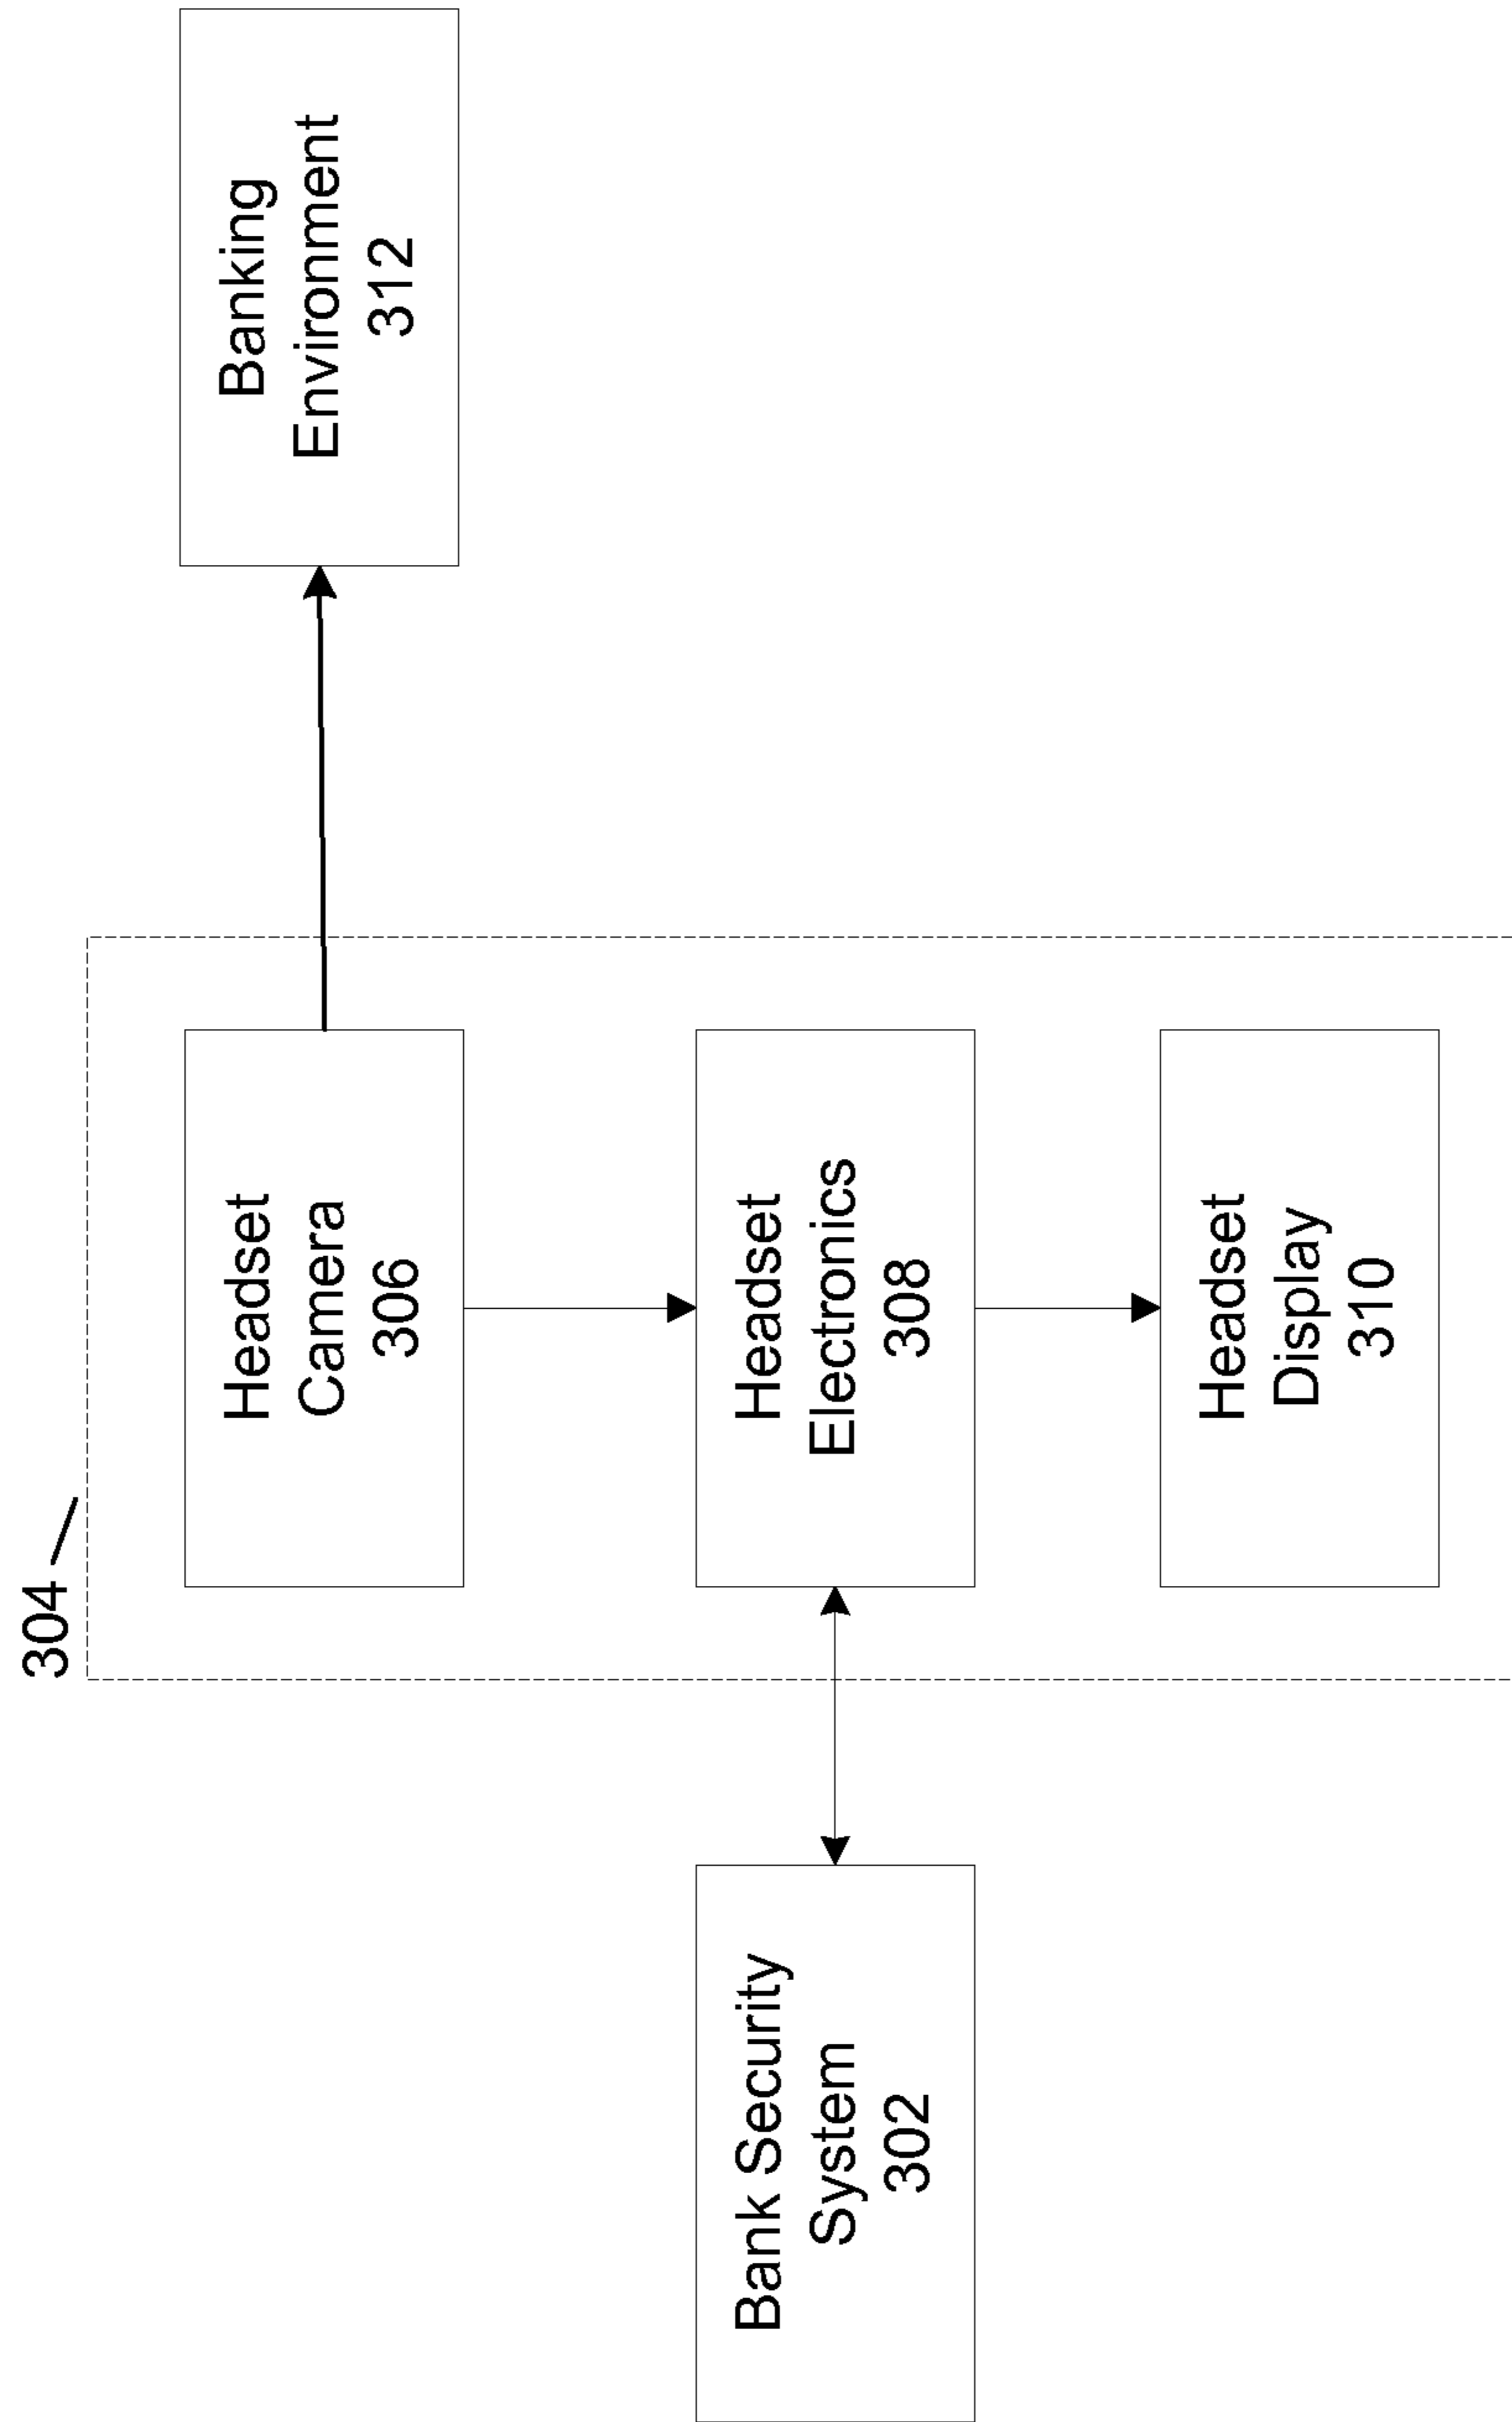 304
Headset
Camera
306
Banking
Environment
312
Bank Security
System
302
Headset
Electronics
308
Headset
Display
310